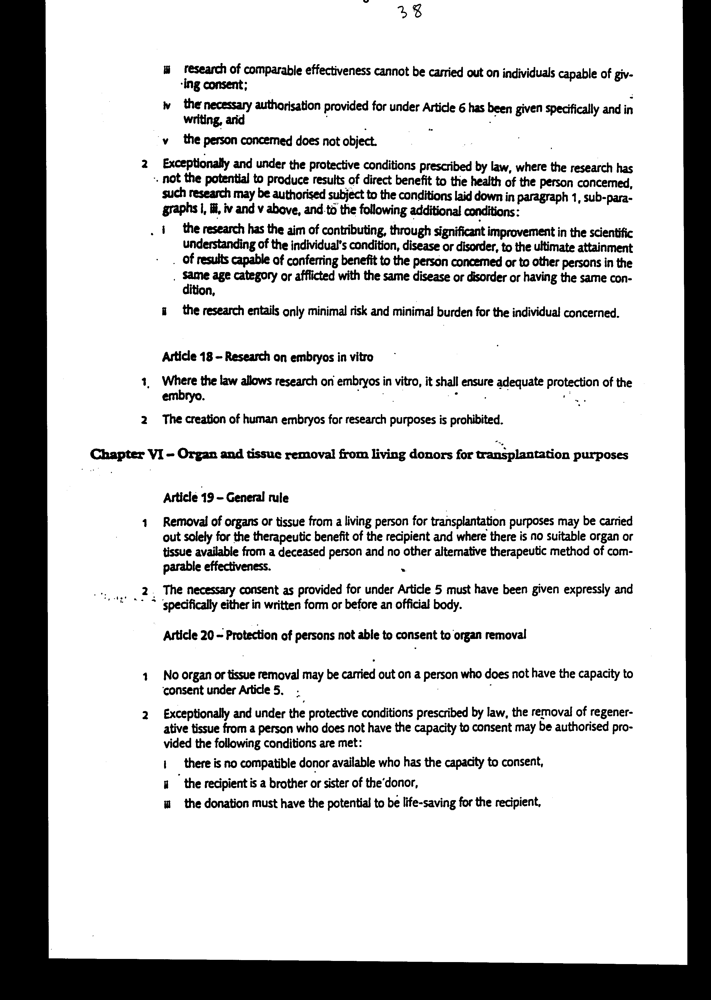 38
iii research of comparable effectiveness cannot be carried out on individuals capable of giv-
ing consent;
iv the necessary authorisation provided for under Article 6 has been given specifically and in
writing, and
v the person concerned does not object.
2 Exceptionally and under the protective conditions prescribed by law, where the research has
not the potential to produce results of direct benefit to the health of the person concerned,
such research may be authorised subject to the conditions laid down in paragraph 1, sub-para-
graphs i, iii, iv and v above, and to the following additional conditions:
i the research has the aim of contributing, through significant improvement in the scientific
understanding of the individual's condition, disease or disorder, to the ultimate attainment
of results capable of conferring benefit to the person concerned or to other persons in the
same age category or afflicted with the same disease or disorder or having the same con-
dition,
ii the research entails only minimal risk and minimal burden for the individual concerned.
Article 18 – Research on embryos in vitro
1. Where the law allows research on embryos in vitro, it shall ensure adequate protection of the
embryo.
2 The creation of human embryos for research purposes is prohibited.
Chapter VI – Organ and tissue removal from living donors for transplantation purposes
Article 19 – General rule
1 Removal of organs or tissue from a living person for transplantation purposes may be carried
out solely for the therapeutic benefit of the recipient and where there is no suitable organ or
tissue available from a deceased person and no other alternative therapeutic method of com-
parable effectiveness.
2 The necessary consent as provided for under Article 5 must have been given expressly and
specifically either in written form or before an official body.
Article 20 – Protection of persons not able to consent to organ removal
1 No organ or tissue removal may be carried out on a person who does not have the capacity to
consent under Article 5.
2 Exceptionally and under the protective conditions prescribed by law, the removal of regener-
ative tissue from a person who does not have the capacity to consent may be authorised pro-
vided the following conditions are met:
i there is no compatible donor available who has the capacity to consent,
ii the recipient is a brother or sister of the donor,
iii the donation must have the potential to be life-saving for the recipient,